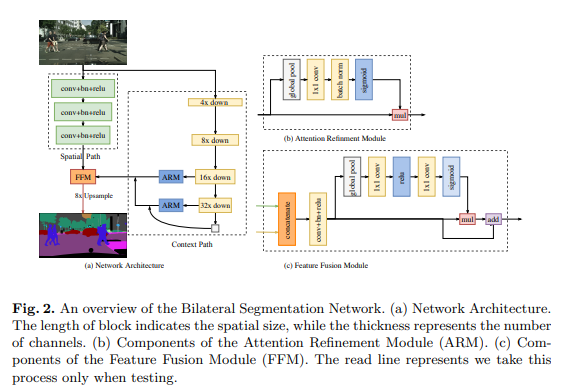 conv+bn+relu
conv+bn+relu
conv+bn+relu
Spatial Path
FFM
8x Upsample
4x down
8x down
ARM
16x down
ARM
32x down
Context Path
(a) Network Architecture
global pool
1x1 conv
batch norm
sigmoid
mul
(b) Attention Refinment Module
concatenate
conv+bn+relu
global pool
1x1 conv
relu
1x1 conv
sigmoid
mul
add
(c) Feature Fusion Module
Fig. 2. An overview of the Bilateral Segmentation Network. (a) Network Architecture.
The length of block indicates the spatial size, while the thickness represents the number
of channels. (b) Components of the Attention Refinement Module (ARM). (c) Com-
ponents of the Feature Fusion Module (FFM). The read line represents we take this
process only when testing.